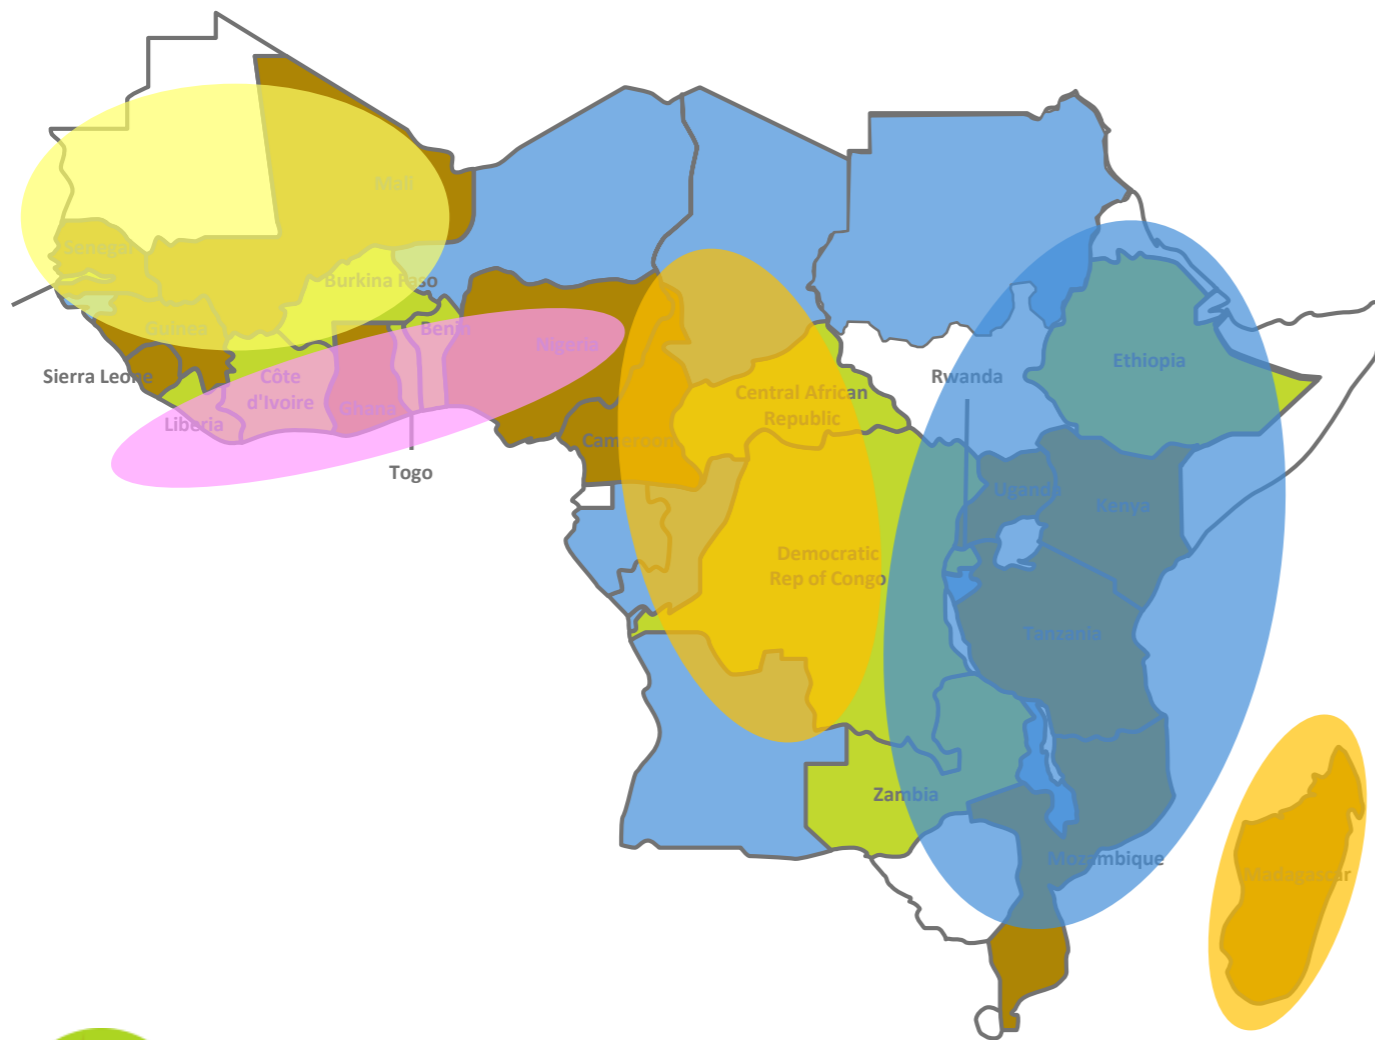 Mali
Senegal
Burkina Faso
Guinea
Benin
Nigeria
Sierra Leone
Côte
d'Ivoire
Ghana
Liberia
Togo
Cameroon
Central African
Republic
Rwanda
Ethiopia
Uganda
Kenya
Democratic
Rep of Congo
Tanzania
Zambia
Mozambique
Madagascar